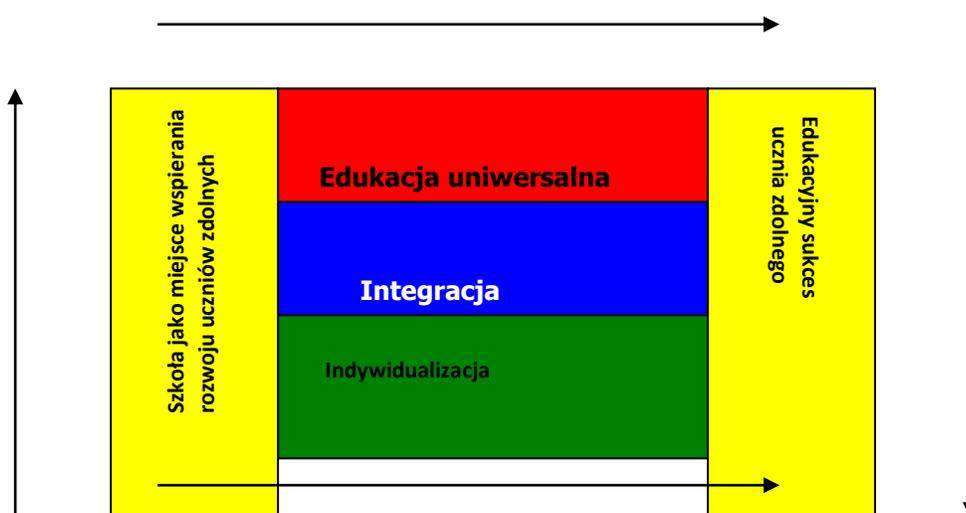 Szkoła jako miejsce wspierania
rozwoju uczniów zdolnych
Edukacja uniwersalna
Integracja
Indywidualizacja
Edukacyjny sukces
ucznia zdolnego